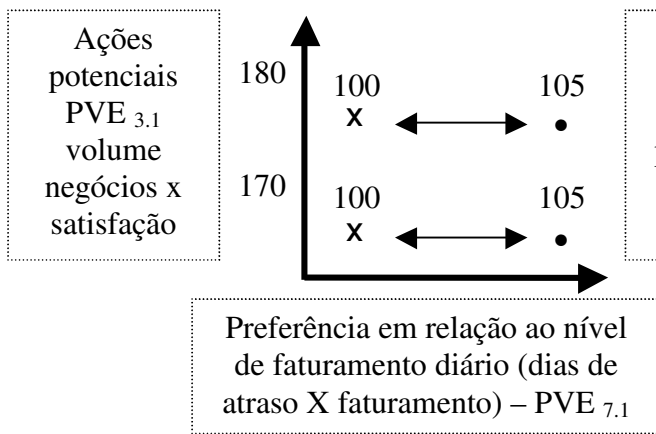 Ações
potenciais
PVE 3.1
volume
negócios x
satisfação
180
100
105
x
170
100
105
x
Preferência em relação ao nível
de faturamento diário (dias de
atraso X faturamento) – PVE 7.1